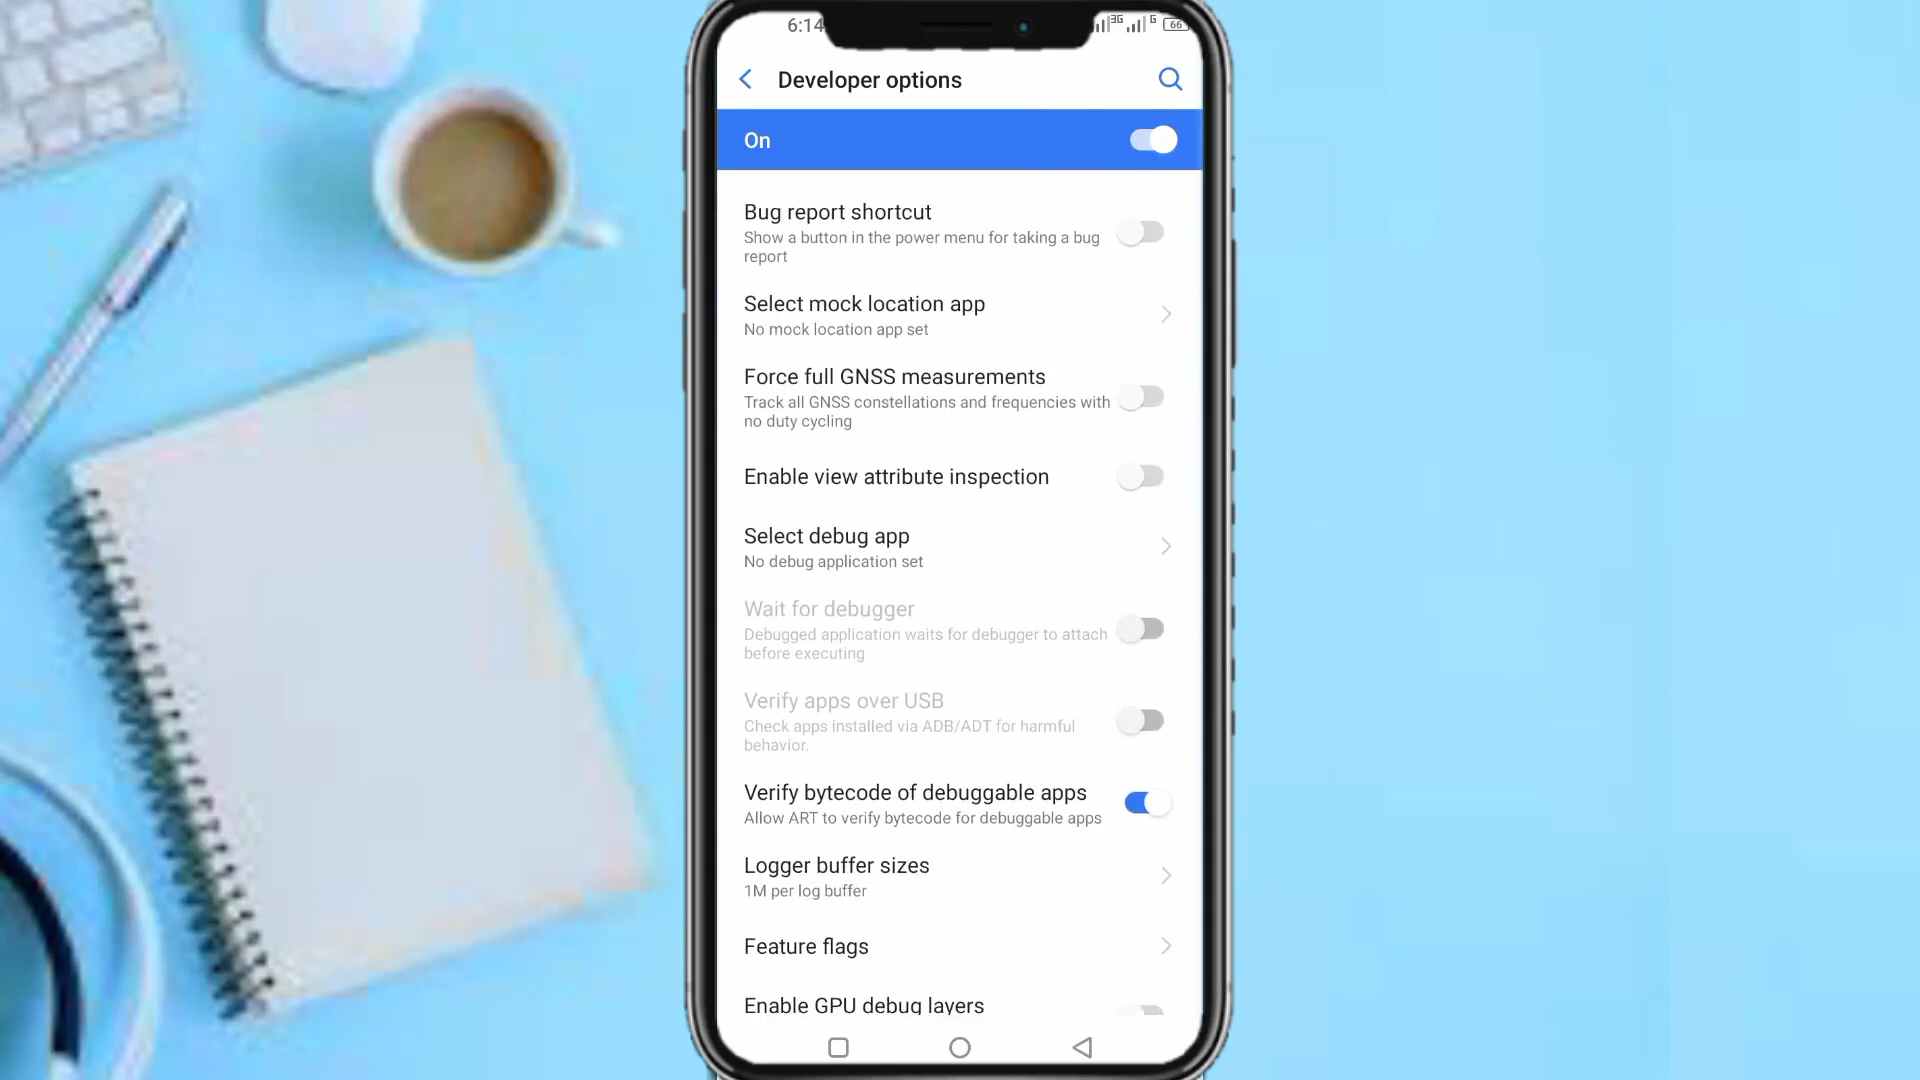 6:14 3G G 66
Developer options
On
Bug report shortcut
Show a button in the power menu for taking a bug
report
Select mock location app
No mock location app set
Force full GNSS measurements
Track all GNSS constellations and frequencies with
no duty cycling
Enable view attribute inspection
Select debug app
No debug application set
Wait for debugger
Debugged application waits for debugger to attach
before executing
Verify apps over USB
Check apps installed via ADB/ADT for harmful
behavior.
Verify bytecode of debuggable apps
Allow ART to verify bytecode for debuggable apps
Logger buffer sizes
1M per log buffer
Feature flags
Enable GPU debug layers